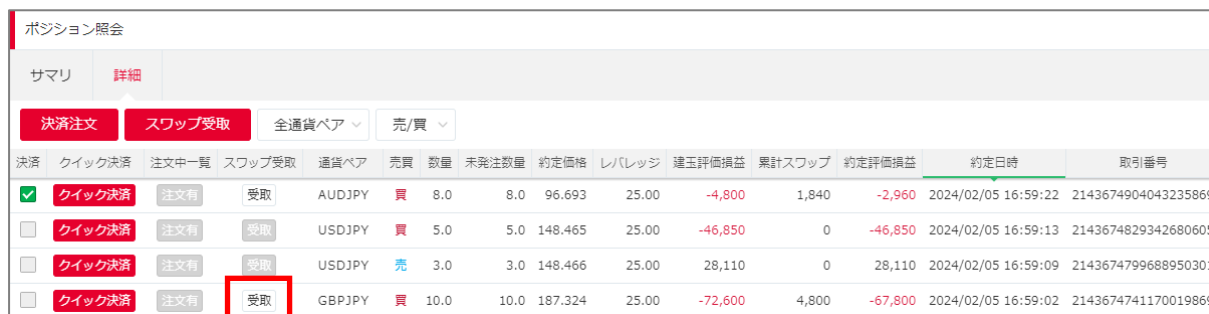 ポジション照会
サマリ 詳細
決済注文 スワップ受取 全通貨ペア 売/買
決済 クイック決済 注文中一覧 スワップ受取 通貨ペア 売買 数量 未発注数量 約定価格 レバレッジ 建玉評価損益 累計スワップ 約定評価損益 約定日時 取引番号
クイック決済 注文有 受取 AUDJPY 買 8.0 8.0 96.693 25.00 -4,800 1,840 -2,960 2024/02/05 16:59:22 2143674904043235869
クイック決済 注文有 受取 USDJPY 買 5.0 5.0 148.465 25.00 -46,850 0 -46,850 2024/02/05 16:59:13 2143674829342680605
クイック決済 注文有 受取 USDJPY 売 3.0 3.0 148.466 25.00 28,110 0 28,110 2024/02/05 16:59:09 2143674799688950301
クイック決済 注文有 受取 GBPJPY 買 10.0 10.0 187.324 25.00 -72,600 4,800 -67,800 2024/02/05 16:59:02 2143674741170019869